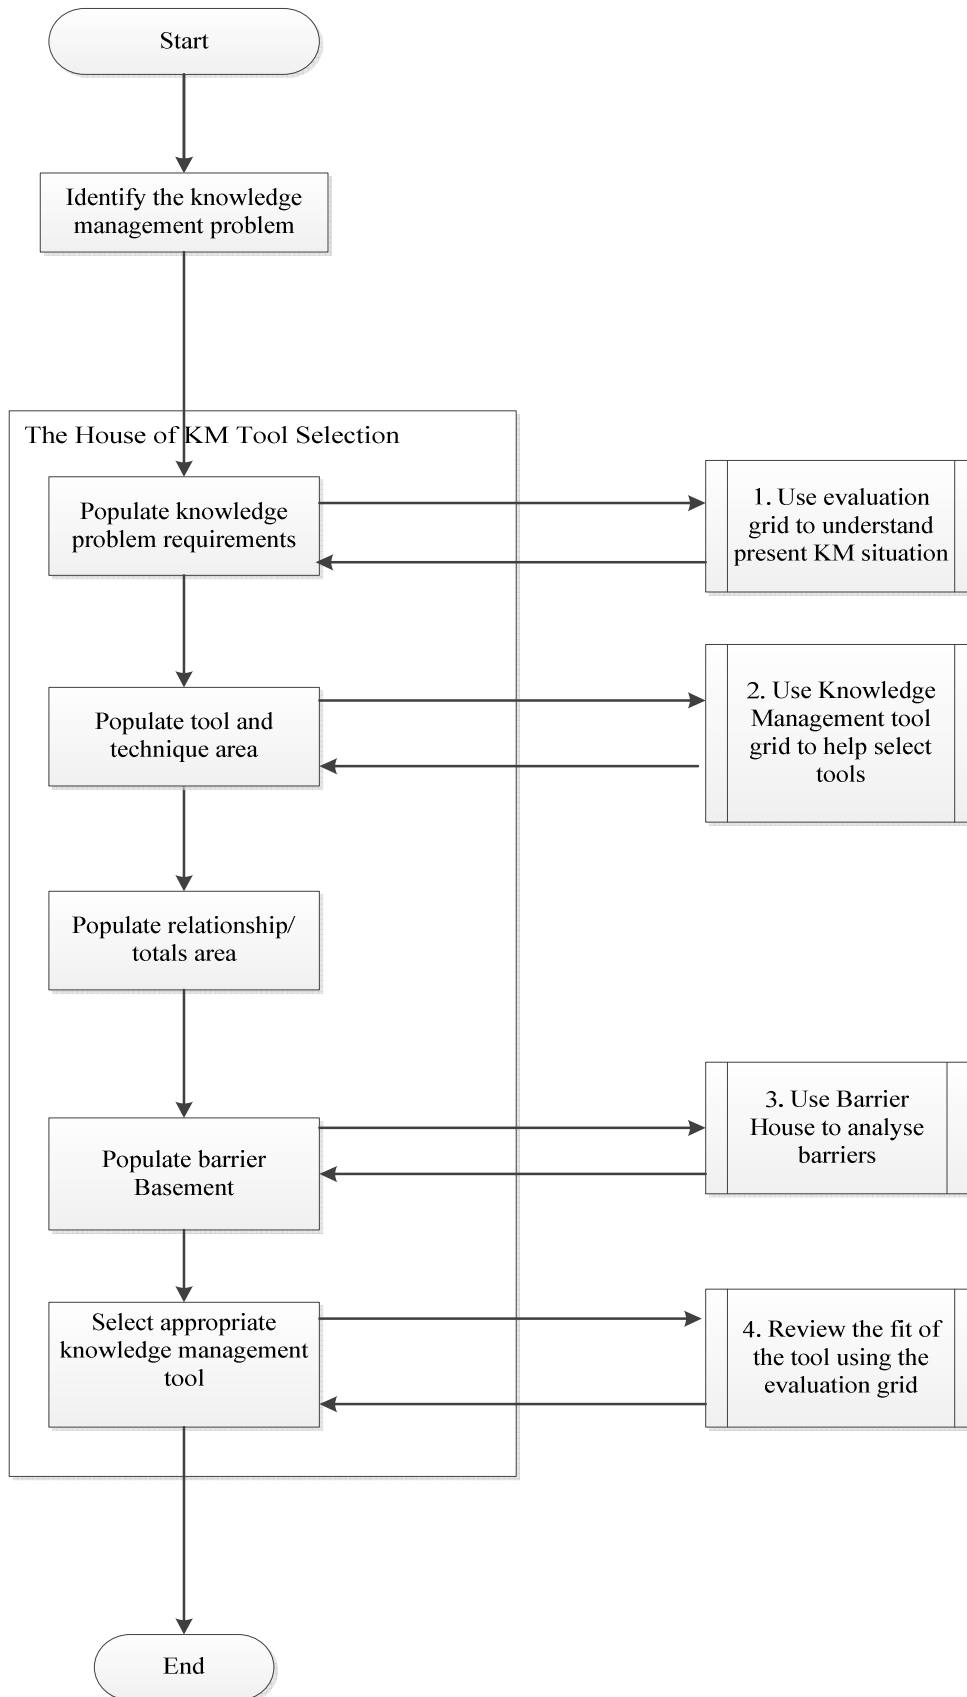 Start
Identify the knowledge
management problem
The House of KM Tool Selection
Populate knowledge
problem requirements
1. Use evaluation
grid to understand
present KM situation
Populate tool and
technique area
2. Use Knowledge
Management tool
grid to help select
tools
Populate relationship/
totals area
Populate barrier
Basement
3. Use Barrier
House to analyse
barriers
Select appropriate
knowledge management
tool
4. Review the fit of
the tool using the
evaluation grid
End